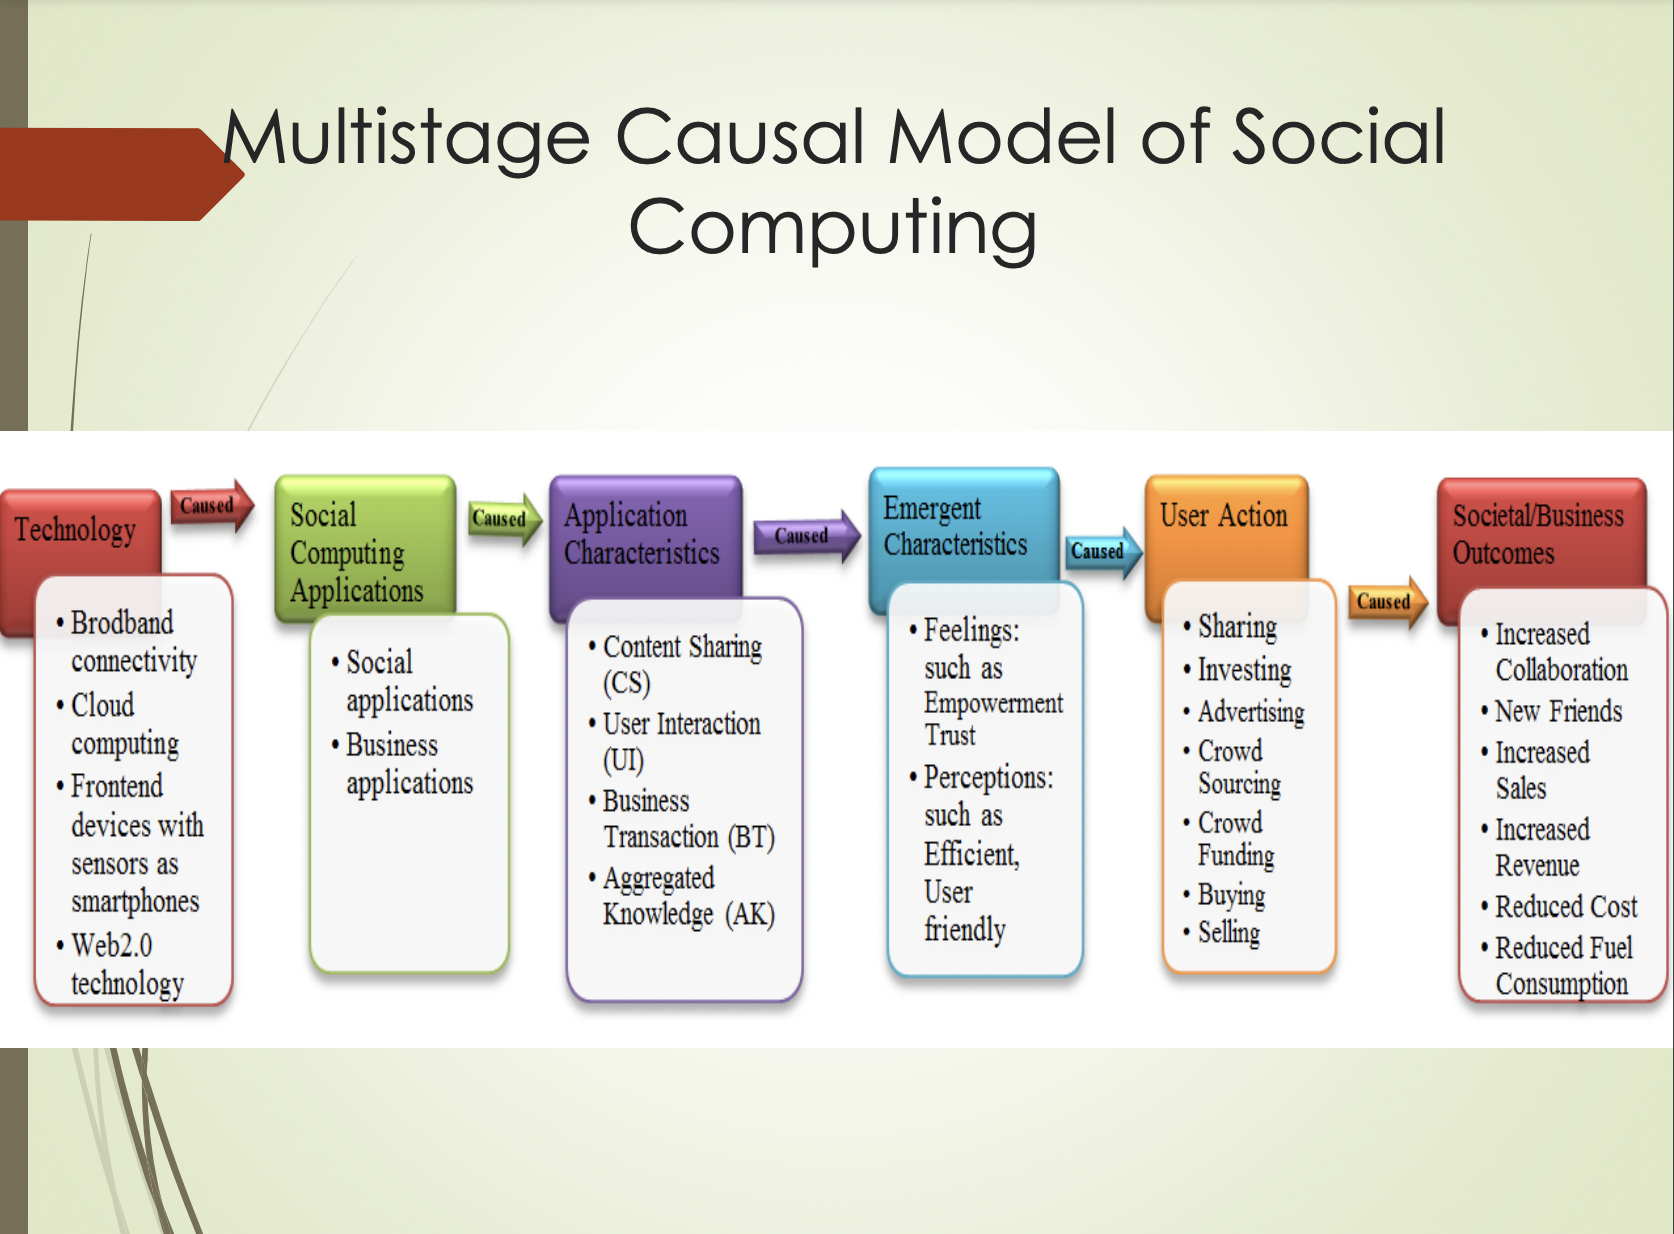 Multistage Causal Model of Social
Computing
Technology
• Brodband
connectivity
• Cloud
computing
• Frontend
devices with
sensors as
smartphones
• Web2.0
technology
Caused
Social
Computing
Applications
• Social
applications
• Business
applications
Caused
Application
Characteristics
• Content Sharing
(CS)
• User Interaction
(UI)
• Business
Transaction (BT)
• Aggregated
Knowledge (AK)
Caused
Emergent
Characteristics
• Feelings:
such as
Empowerment
Trust
• Perceptions:
such as
Efficient,
User
friendly
Caused
User Action
• Sharing
• Investing
• Advertising
• Crowd
Sourcing
• Crowd
Funding
• Buying
• Selling
Caused
Societal/Business
Outcomes
• Increased
Collaboration
• New Friends
• Increased
Sales
• Increased
Revenue
• Reduced Cost
• Reduced Fuel
Consumption